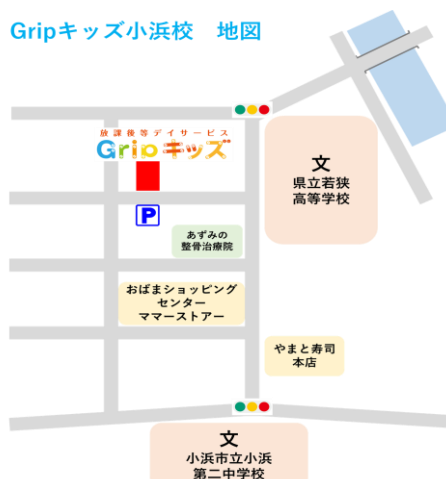 Gripキッズ小浜校　地図
放課後等デイサービス
Gripキッズ
文
県立若狭
高等学校
P
あずみの
整骨治療院
おばまショッピング
センター
ママーストアー
やまと寿司
本店
文
小浜市立小浜
第二中学校